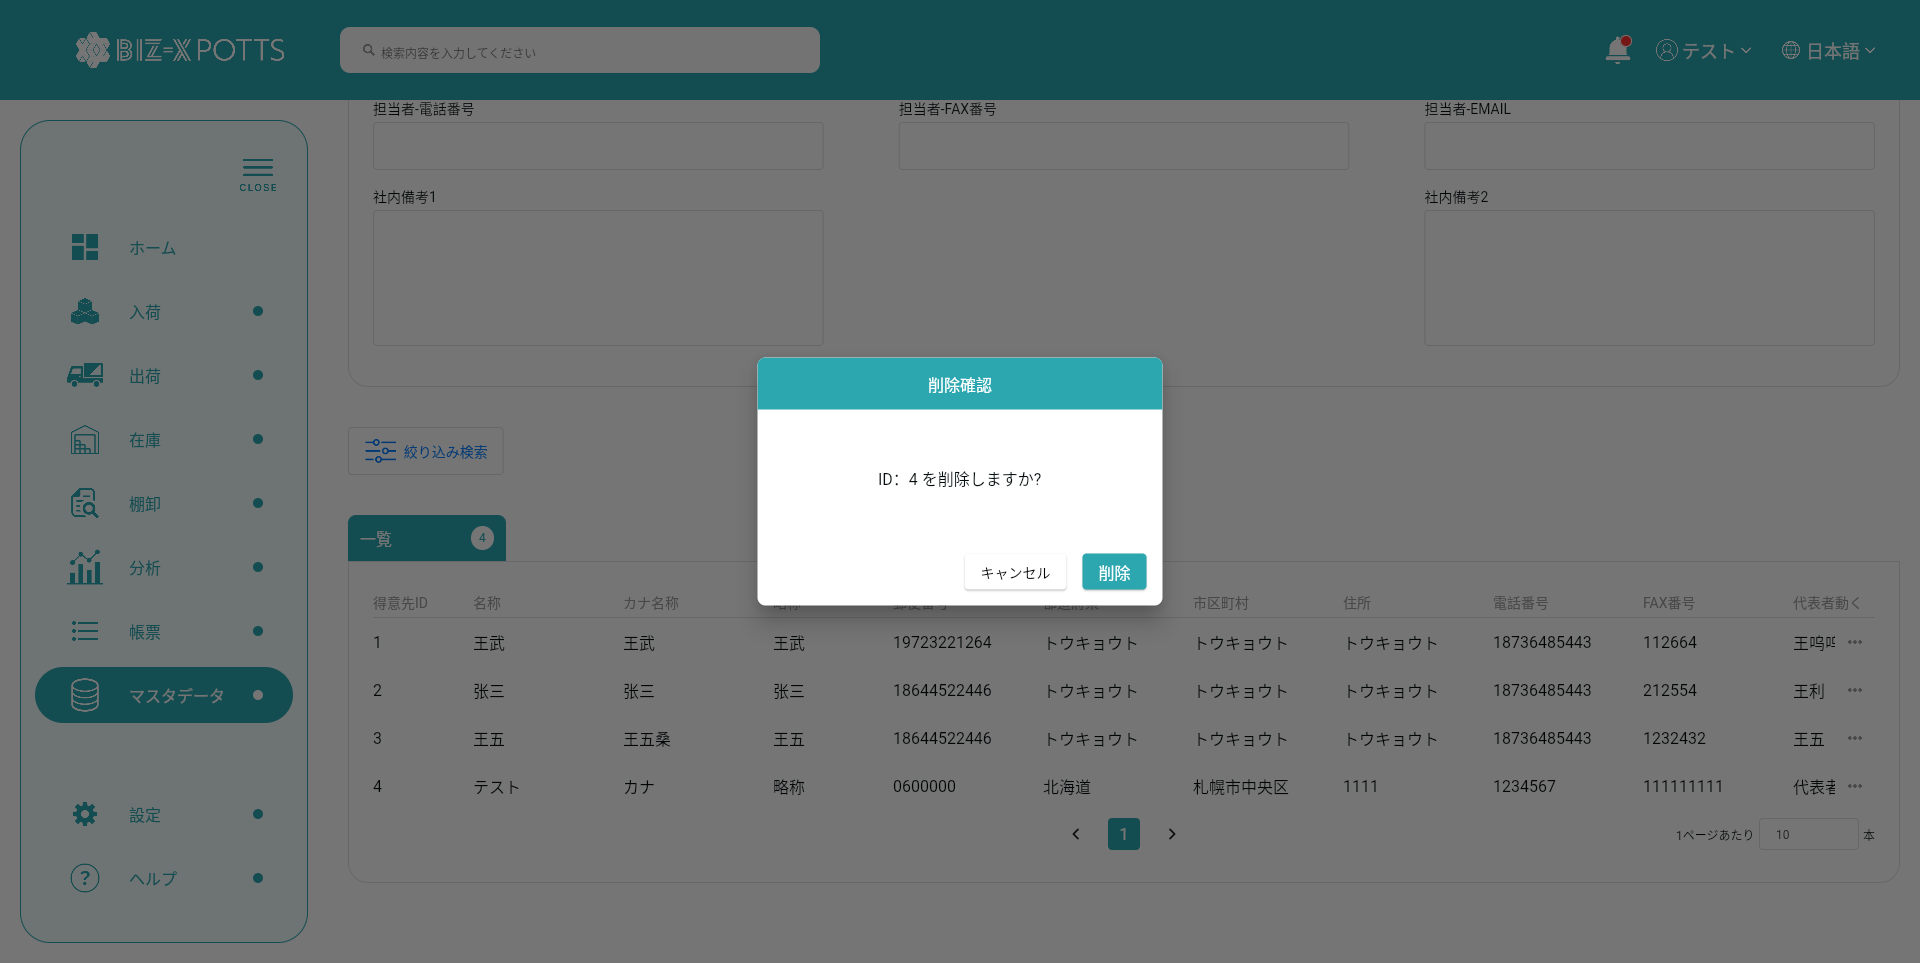 BIZ-X POTTS
検索内容を入力してください
テスト
日本語
担当者-電話番号
担当者-FAX番号
担当者-EMAIL
CLOSE
社内備考1
社内備考2
ホーム
入荷
出荷
在庫
棚卸
分析
帳票
マスタデータ
設定
ヘルプ
絞り込み検索
削除確認
ID：4 を削除しますか?
キャンセル
削除
一覧 4
得意先ID 名称 カナ名称 市区町村 住所 電話番号 FAX番号 代表者動く
1 王武 王武 王武 19723221264 トウキョウト トウキョウト トウキョウト 18736485443 112664 王呜
2 张三 张三 张三 18644522446 トウキョウト トウキョウト トウキョウト 18736485443 212554 王利
3 王五 王五桑 王五 18644522446 トウキョウト トウキョウト トウキョウト 18736485443 1232432 王五
4 テスト カナ 略称 0600000 北海道 札幌市中央区 1111 1234567 111111111 代表者
1
1ページあたり 10 本